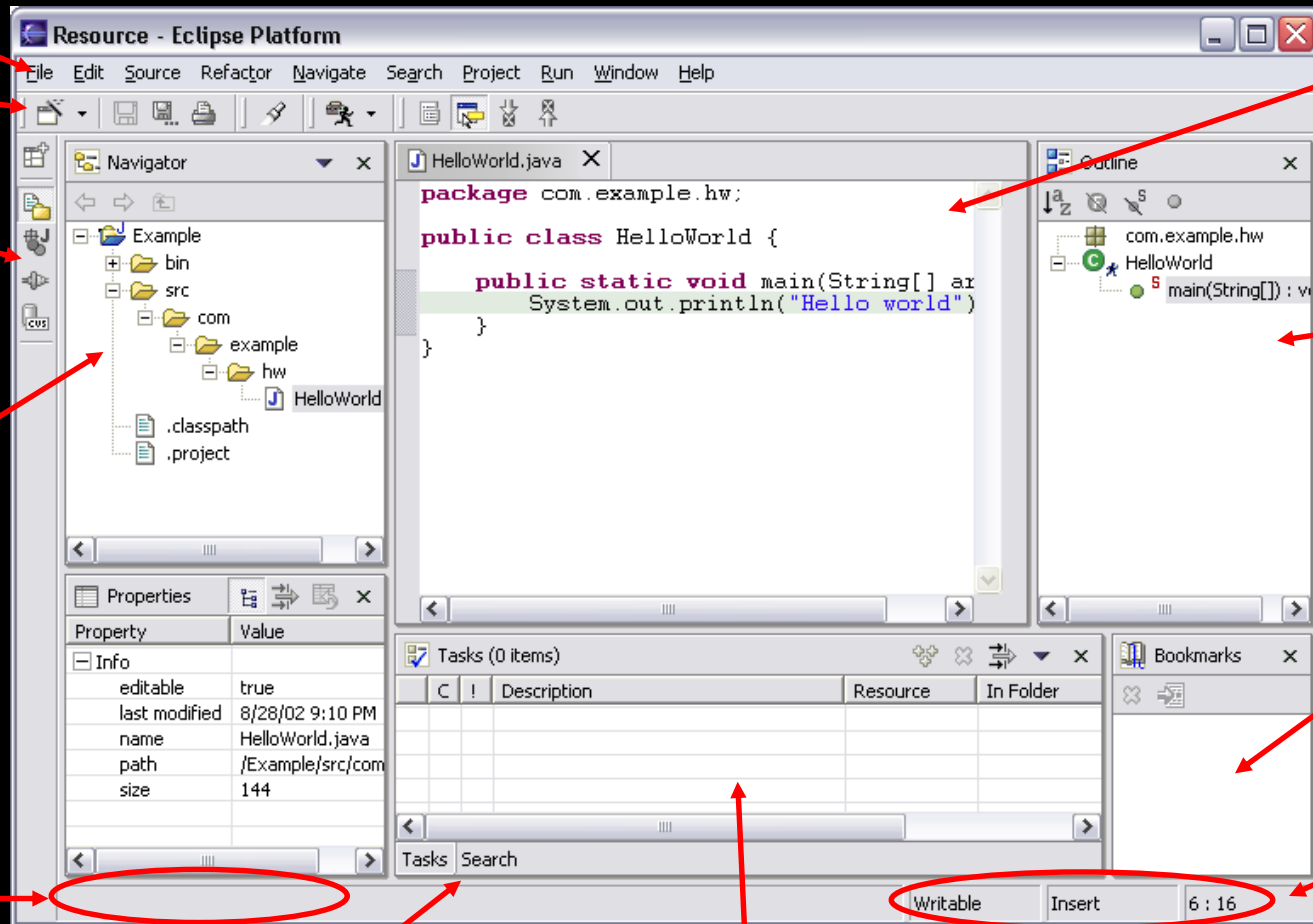 Resource - Eclipse Platform
File Edit Source Refactor Navigate Search Project Run Window Help
Navigator
Example
bin
src
com
example
hw
HelloWorld
.classpath
.project
HelloWorld.java
package com.example.hw;
public class HelloWorld {
public static void main(String[] ar
System.out.println("Hello world")
}
}
Outline
com.example.hw
HelloWorld
main(String[]) : v
Properties
Property Value
Info
editable true
last modified 8/28/02 9:10 PM
name HelloWorld.java
path /Example/src/com
size 144
Tasks (0 items)
C ! Description Resource In Folder
Tasks Search
Bookmarks
Writable Insert 6 : 16
CVS